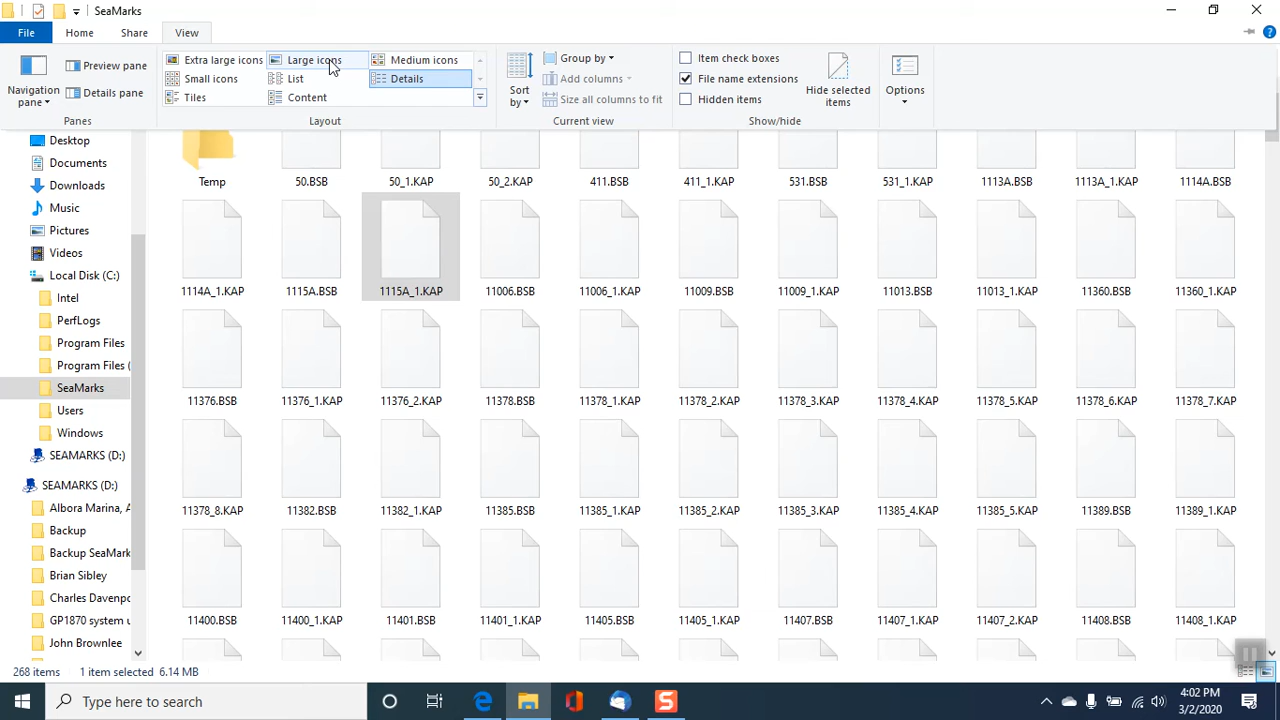 SeaMarks
File Home Share View
Extra large icons Large icons Medium icons
Small icons List Details
Tiles Content
Preview pane
Details pane
Navigation pane
Sort by
Group by
Add columns
Size all columns to fit
Item check boxes
File name extensions
Hidden items
Hide selected items
Options
Panes Layout Current view Show/hide
Desktop
Documents
Downloads
Music
Pictures
Videos
Local Disk (C:)
Intel
PerfLogs
Program Files
Program Files (
SeaMarks
Users
Windows
SEAMARKS (D:)
SEAMARKS (D:)
Albora Marina, A
Backup
Backup SeaMark
Brian Sibley
Charles Davenpo
GP1870 system u
John Brownlee
Temp 50.BSB 50_1.KAP 50_2.KAP 411.BSB 411_1.KAP 531.BSB 531_1.KAP 1113A.BSB 1113A_1.KAP 1114A.BSB
1114A_1.KAP 1115A.BSB 1115A_1.KAP 11006.BSB 11006_1.KAP 11009.BSB 11009_1.KAP 11013.BSB 11013_1.KAP 11360.BSB 11360_1.KAP
11376.BSB 11376_1.KAP 11376_2.KAP 11378.BSB 11378_1.KAP 11378_2.KAP 11378_3.KAP 11378_4.KAP 11378_5.KAP 11378_6.KAP 11378_7.KAP
11378_8.KAP 11382.BSB 11382_1.KAP 11385.BSB 11385_1.KAP 11385_2.KAP 11385_3.KAP 11385_4.KAP 11385_5.KAP 11389.BSB 11389_1.KAP
11400.BSB 11400_1.KAP 11401.BSB 11401_1.KAP 11405.BSB 11405_1.KAP 11407.BSB 11407_1.KAP 11407_2.KAP 11408.BSB 11408_1.KAP
268 items 1 item selected 6.14 MB
Type here to search
4:02 PM
3/2/2020